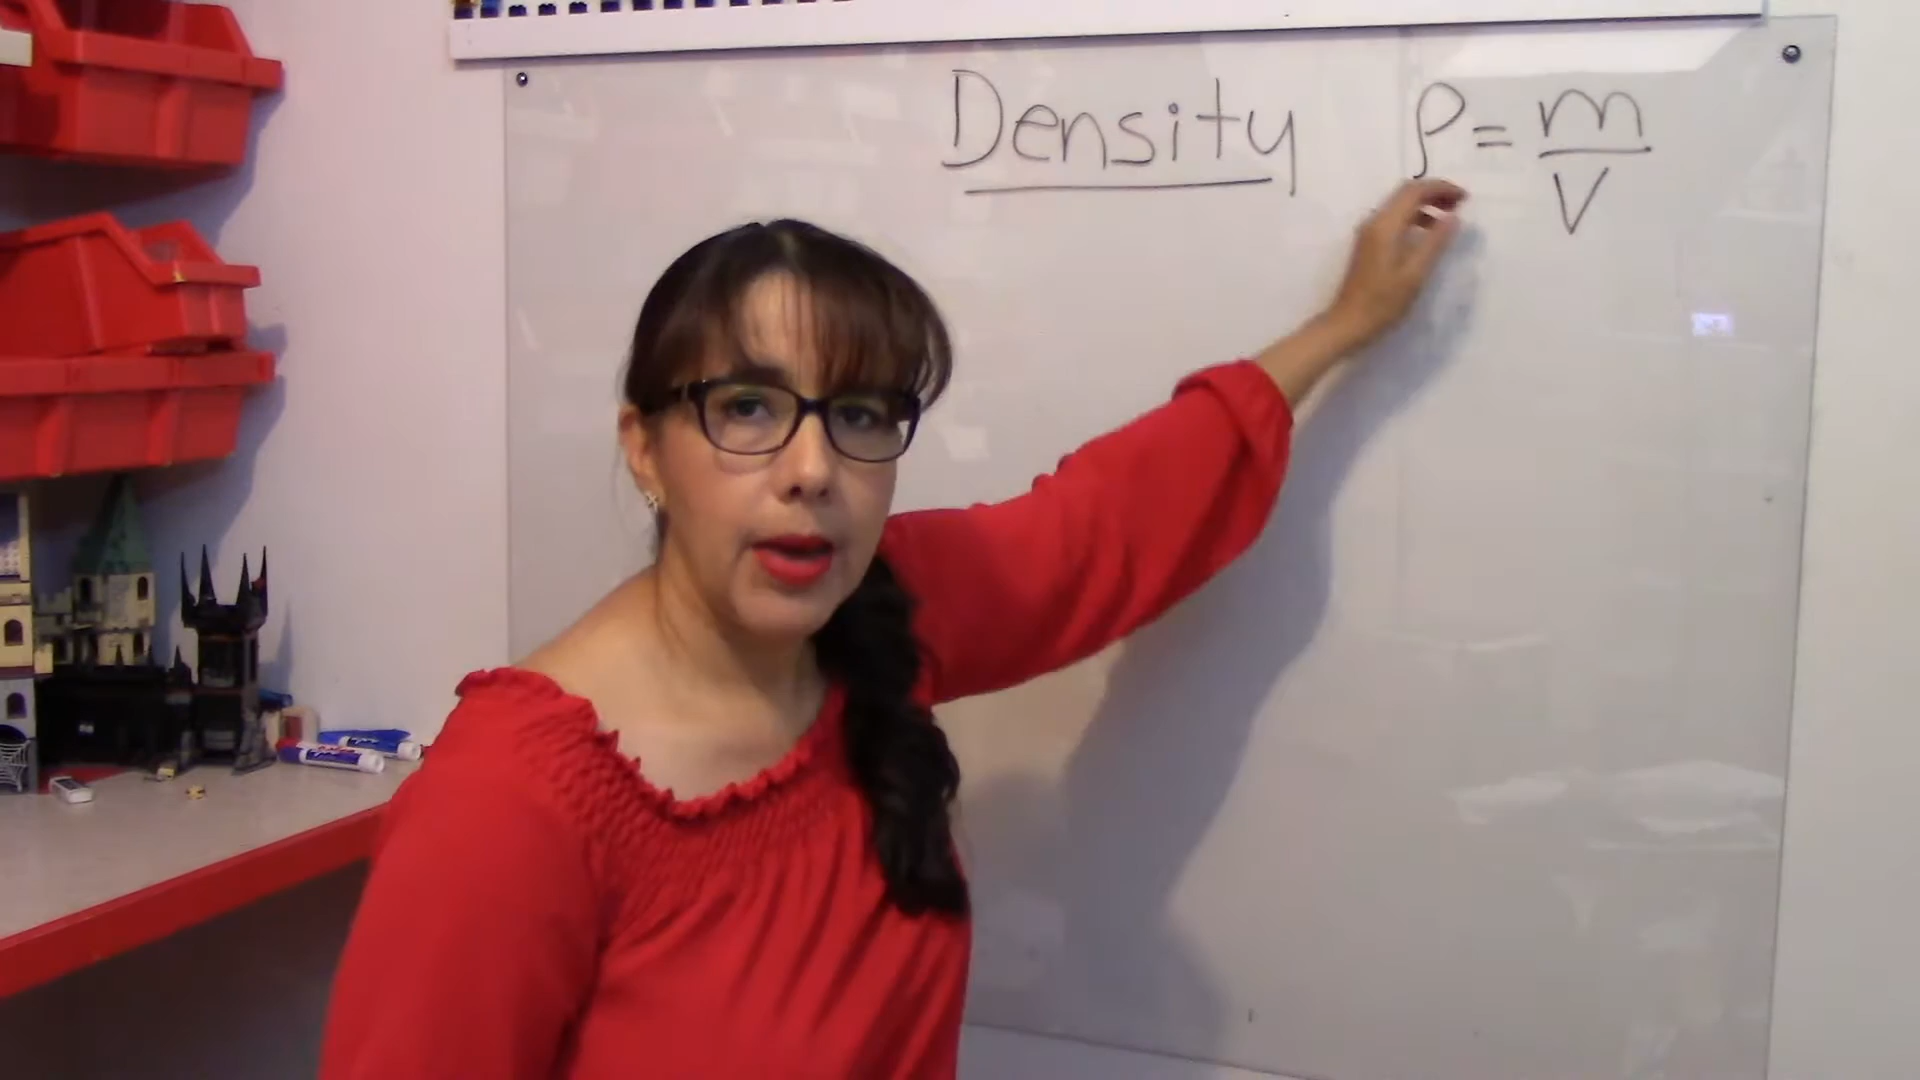 Density ρ = m/V